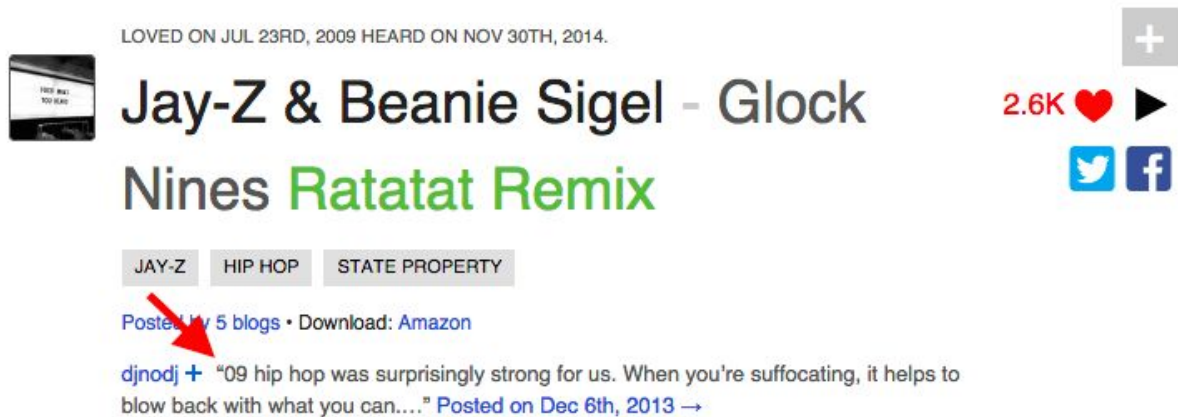 LOVED ON JUL 23RD, 2009 HEARD ON NOV 30TH, 2014.
+
Jay-Z & Beanie Sigel - Glock
2.6K
Nines Ratatat Remix
JAY-Z HIP HOP STATE PROPERTY
Posted by 5 blogs • Download: Amazon
djnodj + “09 hip hop was surprisingly strong for us. When you're suffocating, it helps to
blow back with what you can.…” Posted on Dec 6th, 2013 →